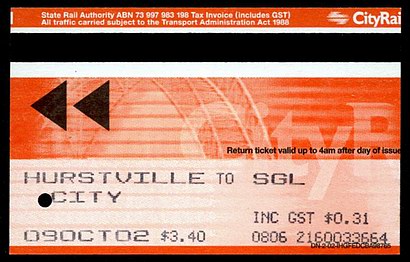 State Rail Authority ABN 73 997 983 198 Tax Invoice (includes GST)
All traffic carried subject to the Transport Administration Act 1988
CityRai
CityR
Return ticket valid up to 4am after day of issue
HURSTVILLE TO SGL
CITY
INC GST $0.31
09OCT02 $3.40
0806 2160033664